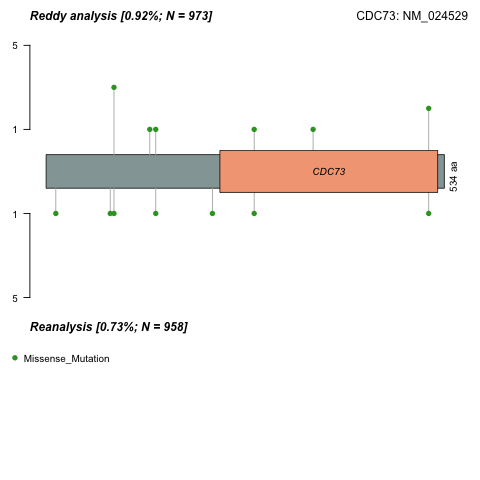 Reddy analysis [0.92%; N = 973]
CDC73: NM_024529
5
1
CDC73
534 aa
1
5
Reanalysis [0.73%; N = 958]
Missense_Mutation